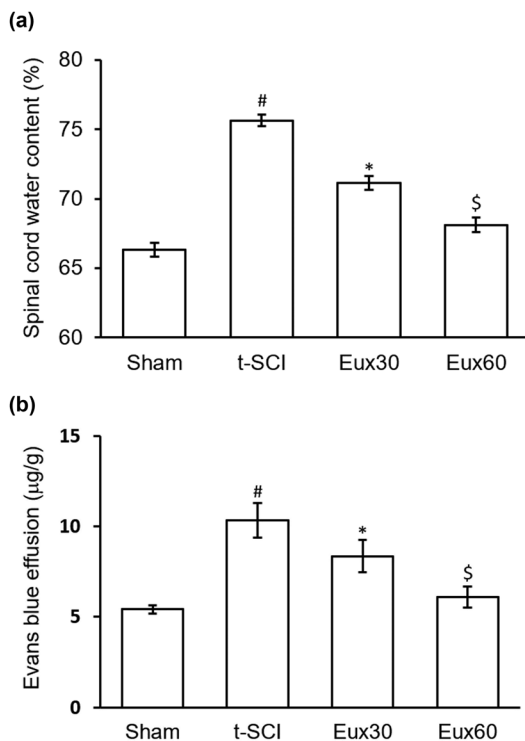 (a)
Spinal cord water content (%)
80
75
70
65
60
#
*
$
Sham t-SCI Eux30 Eux60
(b)
Evans blue effusion (μg/g)
15
10
5
0
#
*
$
Sham t-SCI Eux30 Eux60